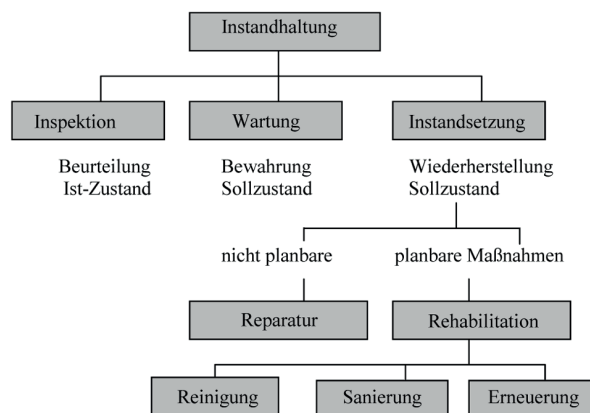 Instandhaltung
Inspektion
Wartung
Instandsetzung
Beurteilung
Ist-Zustand
Bewahrung
Sollzustand
Wiederherstellung
Sollzustand
nicht planbare
planbare Maßnahmen
Reparatur
Rehabilitation
Reinigung
Sanierung
Erneuerung